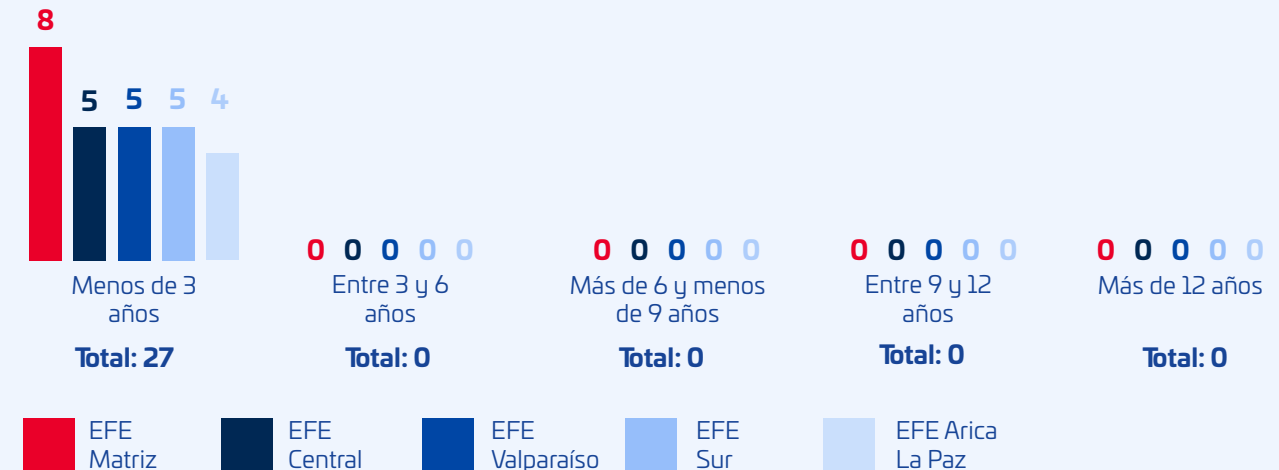 8
5 5 5 4
0 0 0 0 0
0 0 0 0 0
0 0 0 0 0
0 0 0 0 0
Menos de 3
años
Total: 27
Entre 3 y 6
años
Total: 0
Más de 6 y menos
de 9 años
Total: 0
Entre 9 y 12
años
Total: 0
Más de 12 años
Total: 0
EFE
Matriz
EFE
Central
EFE
Valparaíso
EFE
Sur
EFE Arica
La Paz